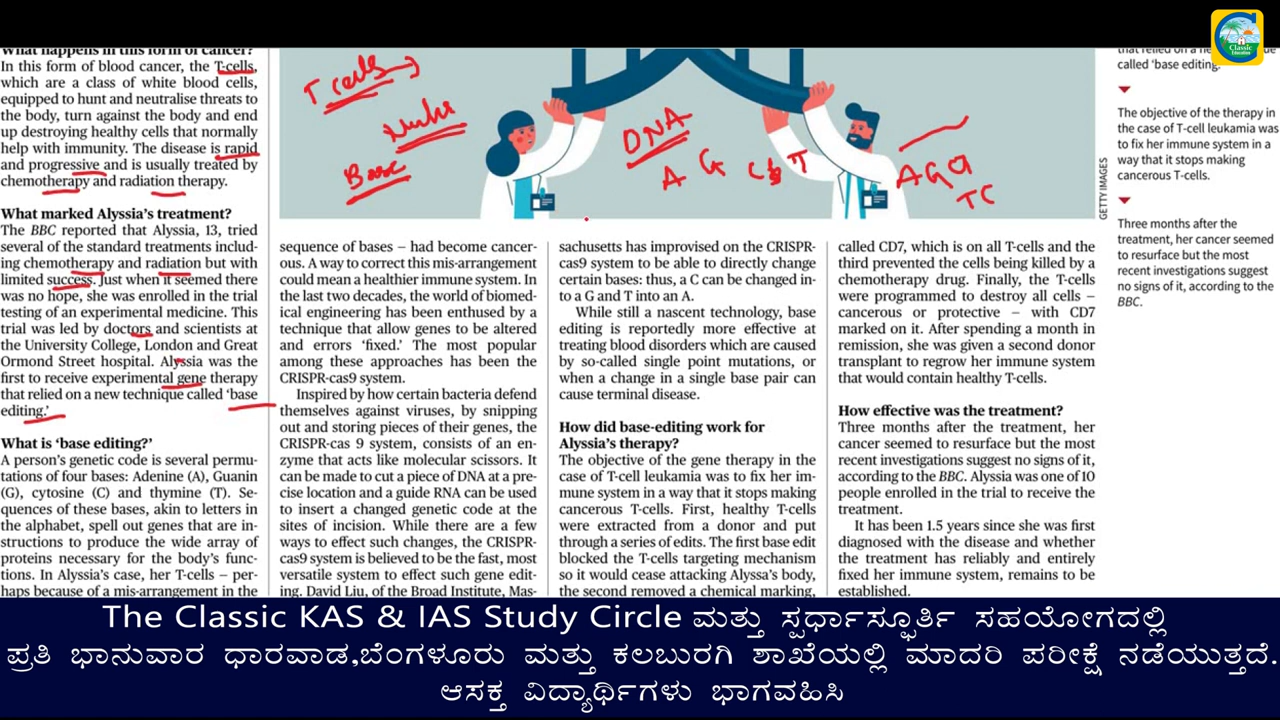 What happens in this form of cancer?
In this form of blood cancer, the T-cells,
which are a class of white blood cells,
equipped to hunt and neutralise threats to
the body, turn against the body and end
up destroying healthy cells that normally
help with immunity. The disease is rapid
and progressive and is usually treated by
chemotherapy and radiation therapy.
What marked Alyssia's treatment?
The BBC reported that Alyssia, 13, tried
several of the standard treatments includ-
ing chemotherapy and radiation but with
limited success. Just when it seemed there
was no hope, she was enrolled in the trial
testing of an experimental medicine. This
trial was led by doctors and scientists at
the University College, London and Great
Ormond Street hospital. Alyssia was the
first to receive experimental gene therapy
that relied on a new technique called 'base
editing.'
What is 'base editing?'
A person's genetic code is several permu-
tations of four bases: Adenine (A), Guanin
(G), cytosine (C) and thymine (T). Se-
quences of these bases, akin to letters in
the alphabet, spell out genes that are in-
structions to produce the wide array of
proteins necessary for the body's func-
tions. In Alyssia's case, her T-cells – per-
haps because of a mis-arrangement in the
T cells
Base
DNA
A G C T
A G
T C
sequence of bases – had become cancer-
ous. A way to correct this mis-arrangement
could mean a healthier immune system. In
the last two decades, the world of biomed-
ical engineering has been enthused by a
technique that allow genes to be altered
and errors 'fixed.' The most popular
among these approaches has been the
CRISPR-cas9 system.
Inspired by how certain bacteria defend
themselves against viruses, by snipping
out and storing pieces of their genes, the
CRISPR-cas 9 system, consists of an en-
zyme that acts like molecular scissors. It
can be made to cut a piece of DNA at a pre-
cise location and a guide RNA can be used
to insert a changed genetic code at the
sites of incision. While there are a few
ways to effect such changes, the CRISPR-
cas9 system is believed to be the fast, most
versatile system to effect such gene edit-
ing. David Liu, of the Broad Institute, Mas-
sachusetts has improvised on the CRISPR-
cas9 system to be able to directly change
certain bases: thus, a C can be changed in-
to a G and T into an A.
While still a nascent technology, base
editing is reportedly more effective at
treating blood disorders which are caused
by so-called single point mutations, or
when a change in a single base pair can
cause terminal disease.
How did base-editing work for
Alyssia's therapy?
The objective of the gene therapy in the
case of T-cell leukamia was to fix her im-
mune system in a way that it stops making
cancerous T-cells. First, healthy T-cells
were extracted from a donor and put
through a series of edits. The first base edit
blocked the T-cells targeting mechanism
so it would cease attacking Alyssa's body,
the second removed a chemical marking,
called CD7, which is on all T-cells and the
third prevented the cells being killed by a
chemotherapy drug. Finally, the T-cells
were programmed to destroy all cells –
cancerous or protective – with CD7
marked on it. After spending a month in
remission, she was given a second donor
transplant to regrow her immune system
that would contain healthy T-cells.
How effective was the treatment?
Three months after the treatment, her
cancer seemed to resurface but the most
recent investigations suggest no signs of it,
according to the BBC. Alyssia was one of 10
people enrolled in the trial to receive the
treatment.
It has been 1.5 years since she was first
diagnosed with the disease and whether
the treatment has reliably and entirely
fixed her immune system, remains to be
established.
GETTY IMAGES
that relied on a new
called 'base editing.'
The objective of the therapy in
the case of T-cell leukamia was
to fix her immune system in a
way that it stops making
cancerous T-cells.
Three months after the
treatment, her cancer seemed
to resurface but the most
recent investigations suggest
no signs of it, according to the
BBC.
Classic
Education
The Classic KAS & IAS Study Circle ಮತ್ತು ಸ್ಪರ್ಧಾಸ್ಫೂರ್ತಿ ಸಹಯೋಗದಲ್ಲಿ
ಪ್ರತಿ ಭಾನುವಾರ ಧಾರವಾಡ,ಬೆಂಗಳೂರು ಮತ್ತು ಕಲಬುರಗಿ ಶಾಖೆಯಲ್ಲಿ ಮಾದರಿ ಪರೀಕ್ಷೆ ನಡೆಯುತ್ತದೆ.
ಆಸಕ್ತ ವಿದ್ಯಾರ್ಥಿಗಳು ಭಾಗವಹಿಸಿ